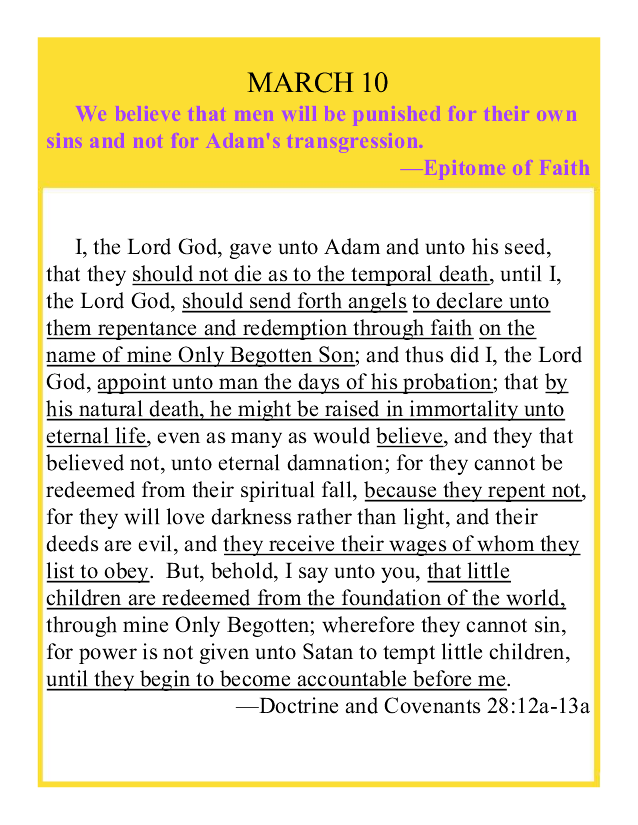 MARCH 10
We believe that men will be punished for their own
sins and not for Adam's transgression.
—Epitome of Faith
I, the Lord God, gave unto Adam and unto his seed,
that they should not die as to the temporal death, until I,
the Lord God, should send forth angels to declare unto
them repentance and redemption through faith on the
name of mine Only Begotten Son; and thus did I, the Lord
God, appoint unto man the days of his probation; that by
his natural death, he might be raised in immortality unto
eternal life, even as many as would believe, and they that
believed not, unto eternal damnation; for they cannot be
redeemed from their spiritual fall, because they repent not,
for they will love darkness rather than light, and their
deeds are evil, and they receive their wages of whom they
list to obey.  But, behold, I say unto you, that little
children are redeemed from the foundation of the world,
through mine Only Begotten; wherefore they cannot sin,
for power is not given unto Satan to tempt little children,
until they begin to become accountable before me.
—Doctrine and Covenants 28:12a-13a